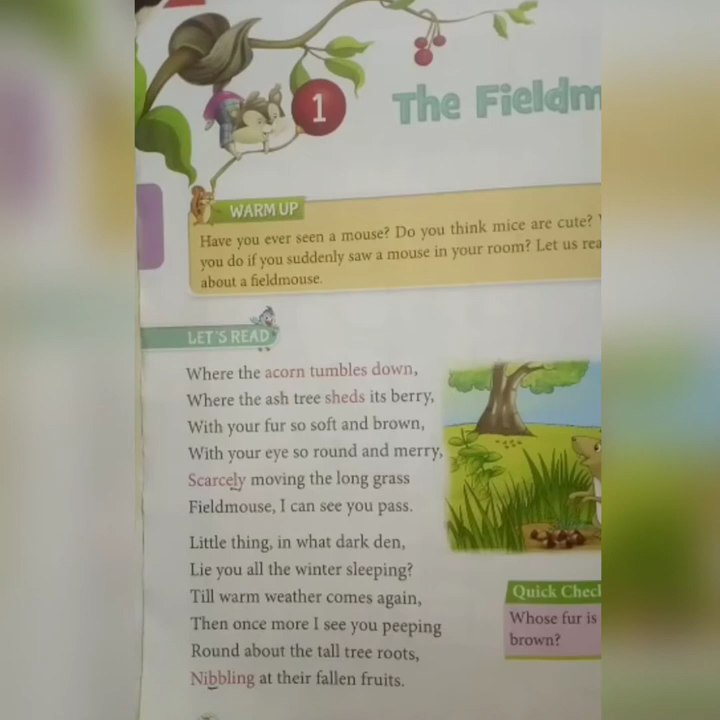 1
The Fieldm
WARM UP
Have you ever seen a mouse? Do you think mice are cute?
you do if you suddenly saw a mouse in your room? Let us rea
about a fieldmouse.
LET'S READ
Where the acorn tumbles down,
Where the ash tree sheds its berry,
With your fur so soft and brown,
With your eye so round and merry,
Scarcely moving the long grass
Fieldmouse, I can see you pass.
Little thing, in what dark den,
Lie you all the winter sleeping?
Till warm weather comes again,
Then once more I see you peeping
Round about the tall tree roots,
Nibbling at their fallen fruits.
Quick Chec
Whose fur is
brown?